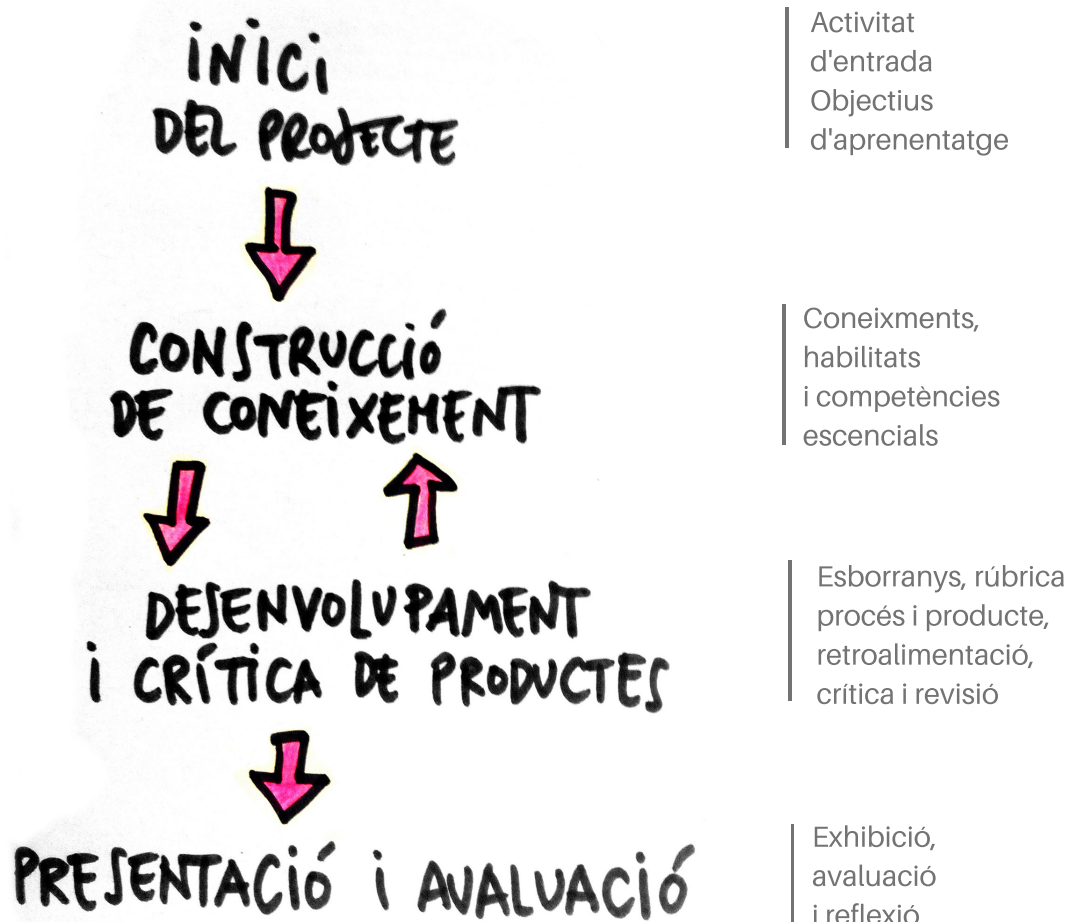 iNiCi
DEL PROJECTE
Activitat
d'entrada
Objectius
d'aprenentatge
CONSTRUCCiÓ
DE CONEiXEMENT
Coneixments,
habilitats
i competències
escencials
DESENVOLUPAMENT
i CRÍTiCA DE PRODUCTES
Esborranys, rúbrica
procés i producte,
retroalimentació,
crítica i revisió
PRESENTACiÓ i AVALUACiÓ
Exhibició,
avaluació
i reflexió